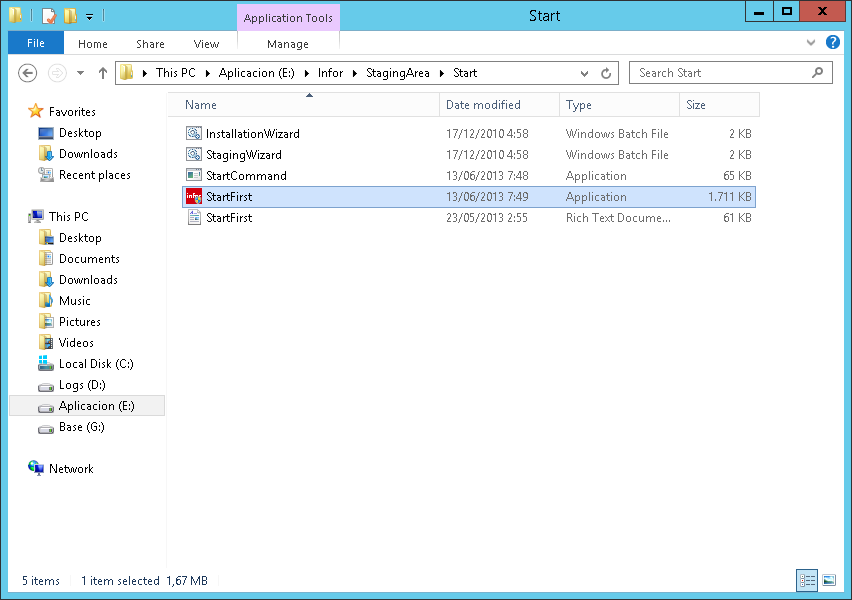 Application Tools
Start
File Home Share View Manage
This PC Aplicacion (E:) Infor StagingArea Start
Search Start
Name Date modified Type Size
InstallationWizard 17/12/2010 4:58 Windows Batch File 2 KB
StagingWizard 17/12/2010 4:58 Windows Batch File 2 KB
StartCommand 13/06/2013 7:48 Application 65 KB
infor StartFirst 13/06/2013 7:49 Application 1.711 KB
StartFirst 23/05/2013 2:55 Rich Text Docume... 61 KB
Favorites
Desktop
Downloads
Recent places
This PC
Desktop
Documents
Downloads
Music
Pictures
Videos
Local Disk (C:)
Logs (D:)
Aplicacion (E:)
Base (G:)
Network
5 items 1 item selected 1,67 MB